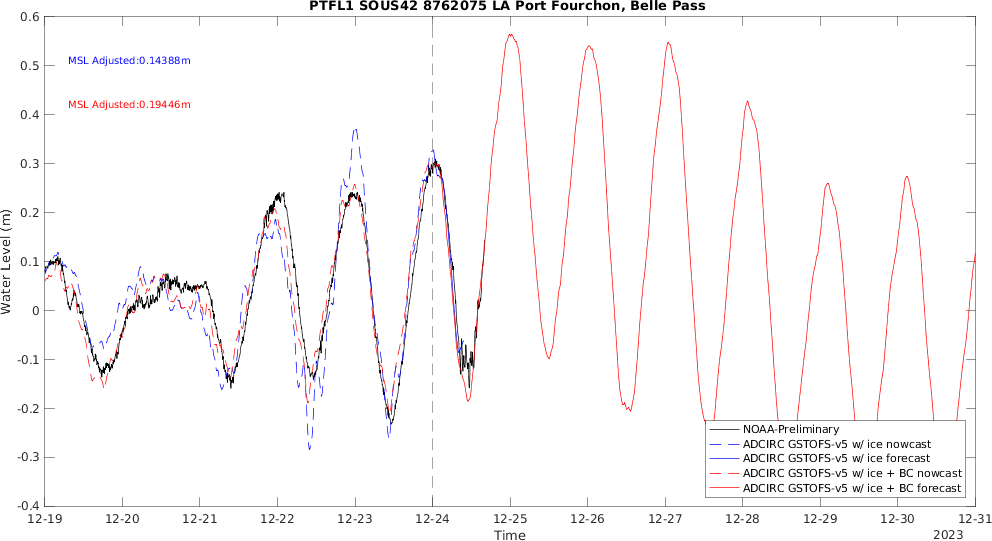 PTFL1 SOUS42 8762075 LA Port Fourchon, Belle Pass
0.6
0.5
0.4
0.3
0.2
0.1
0
-0.1
-0.2
-0.3
-0.4
Water Level (m)
MSL Adjusted:0.14388m
MSL Adjusted:0.19446m
NOAA-Preliminary
ADCIRC GSTOFS-v5 w/ ice nowcast
ADCIRC GSTOFS-v5 w/ ice forecast
ADCIRC GSTOFS-v5 w/ ice + BC nowcast
ADCIRC GSTOFS-v5 w/ ice + BC forecast
12-19 12-20 12-21 12-22 12-23 12-24 12-25 12-26 12-27 12-28 12-29 12-30 12-31
Time
2023